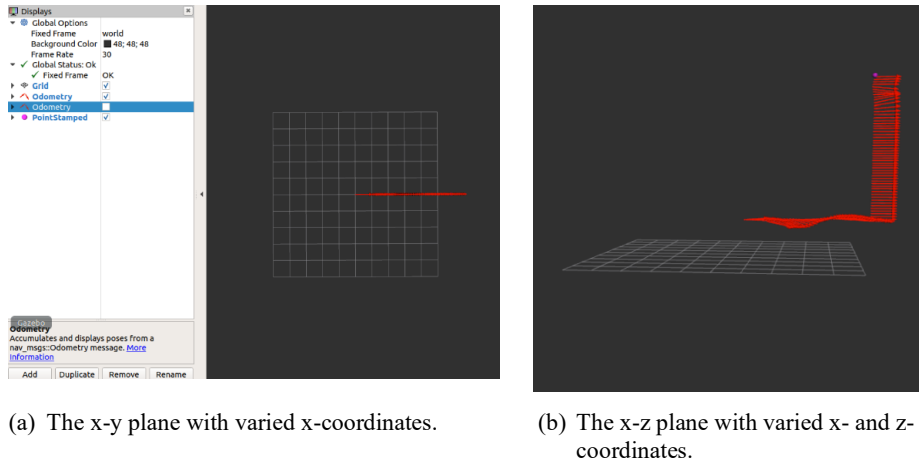 Displays
Global Options
Fixed Frame world
Background Color 48; 48; 48
Frame Rate 30
Global Status: Ok
Fixed Frame OK
Grid
Odometry
Odometry
PointStamped
Gazebo
Odometry
Accumulates and displays poses from a
nav_msgs::Odometry message. More
Information
Add Duplicate Remove Rename
(a) The x-y plane with varied x-coordinates.
(b) The x-z plane with varied x- and z-
coordinates.